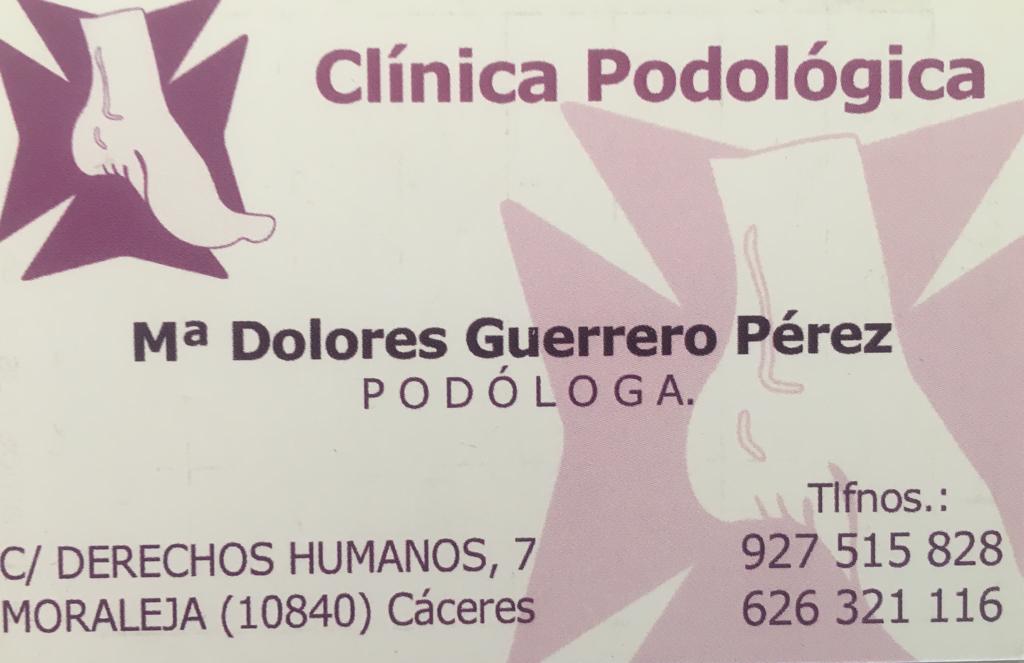 Clínica Podológica
Mª Dolores Guerrero Pérez
PODÓLOGA.
Tlfnos.:
C/ DERECHOS HUMANOS, 7
927 515 828
MORALEJA (10840) Cáceres
626 321 116